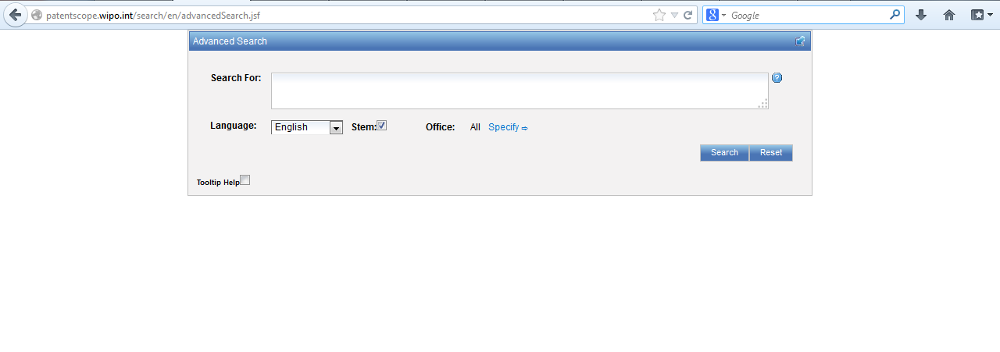 patentscope.wipo.int/search/en/advancedSearch.jsf
Google
Advanced Search
Search For:
Language: English Stem: Office: All Specify
Search Reset
Tooltip Help